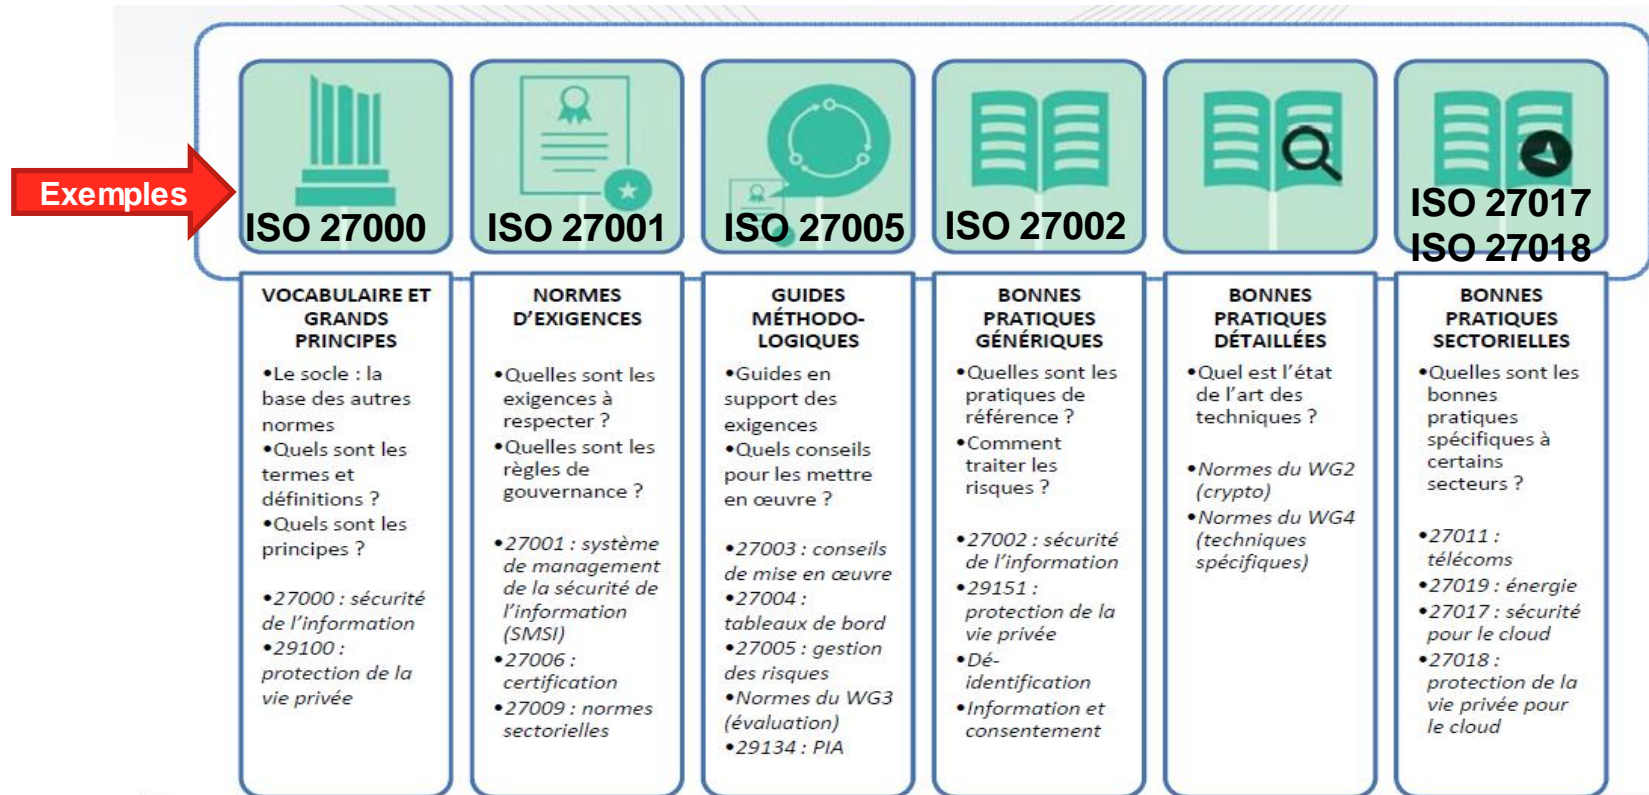 Exemples
ISO 27000
ISO 27001
ISO 27005
ISO 27002
ISO 27017
ISO 27018
VOCABULAIRE ET
GRANDS
PRINCIPES
•Le socle : la
base des autres
normes
•Quels sont les
termes et
définitions ?
•Quels sont les
principes ?
•27000 : sécurité
de l'information
•29100 :
protection de la
vie privée
NORMES
D'EXIGENCES
•Quelles sont les
exigences à
respecter ?
•Quelles sont les
règles de
gouvernance ?
•27001 : système
de management
de la sécurité de
l'information
(SMSI)
•27006 :
certification
•27009 : normes
sectorielles
GUIDES
MÉTHODO-
LOGIQUES
•Guides en
support des
exigences
•Quels conseils
pour les mettre
en œuvre ?
•27003 : conseils
de mise en œuvre
•27004 :
tableaux de bord
•27005 : gestion
des risques
•Normes du WG3
(évaluation)
•29134 : PIA
BONNES
PRATIQUES
GÉNÉRIQUES
•Quelles sont les
pratiques de
référence ?
•Comment
traiter les
risques ?
•27002 : sécurité
de l'information
•29151 :
protection de la
vie privée
•Dé-
identification
•Information et
consentement
BONNES
PRATIQUES
DÉTAILLÉES
•Quel est l'état
de l'art des
techniques ?
•Normes du WG2
(crypto)
•Normes du WG4
(techniques
spécifiques)
BONNES
PRATIQUES
SECTORIELLES
•Quelles sont les
bonnes
pratiques
spécifiques à
certains
secteurs ?
•27011 :
télécoms
•27019 : énergie
•27017 : sécurité
pour le cloud
•27018 :
protection de la
vie privée pour
le cloud